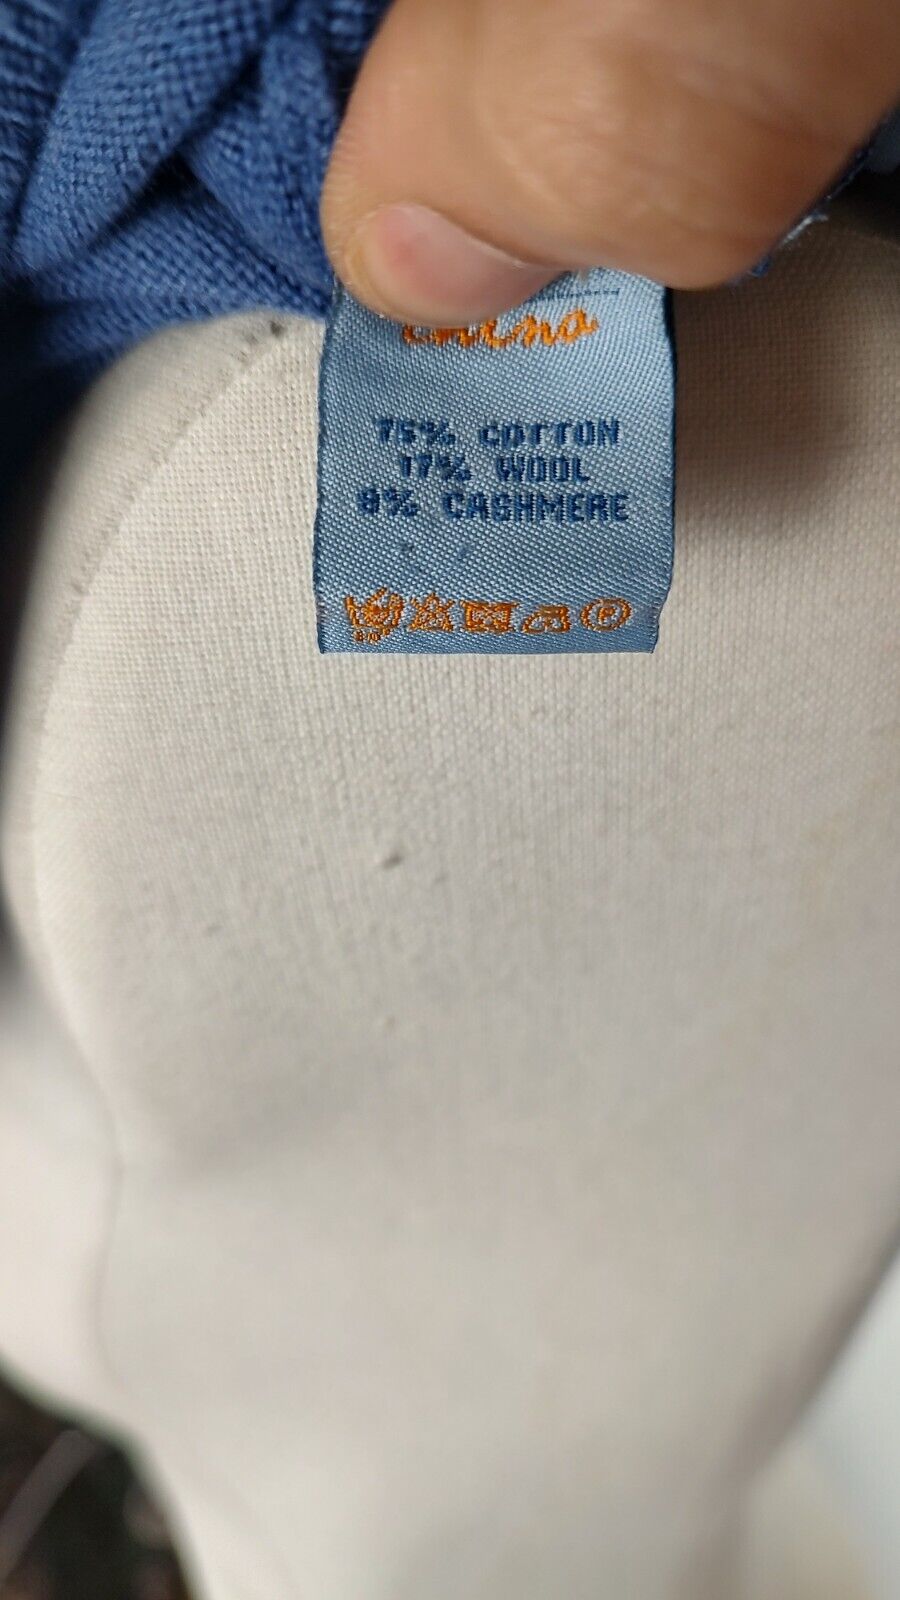 china
75% COTTON
17% WOOL
8% CASHMERE
P